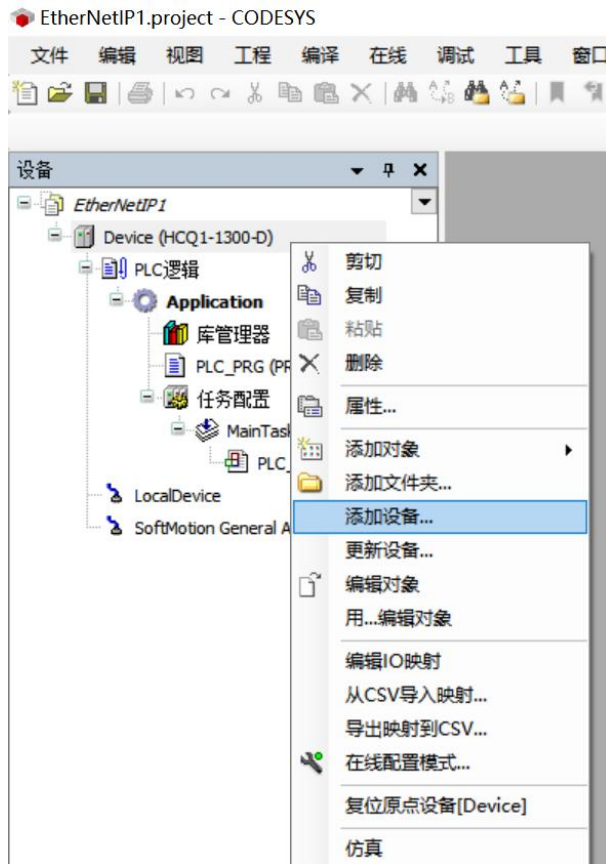 EtherNetIP1.project - CODESYS
文件 编辑 视图 工程 编译 在线 调试 工具 窗口
设备
EtherNetIP1
Device (HCQ1-1300-D)
PLC逻辑
Application
库管理器
PLC_PRG (PR
任务配置
MainTask
PLC_
LocalDevice
SoftMotion General A
剪切
复制
粘贴
删除
属性...
添加对象
添加文件夹...
添加设备...
更新设备...
编辑对象
用...编辑对象
编辑IO映射
从CSV导入映射...
导出映射到CSV...
在线配置模式...
复位原点设备[Device]
仿真